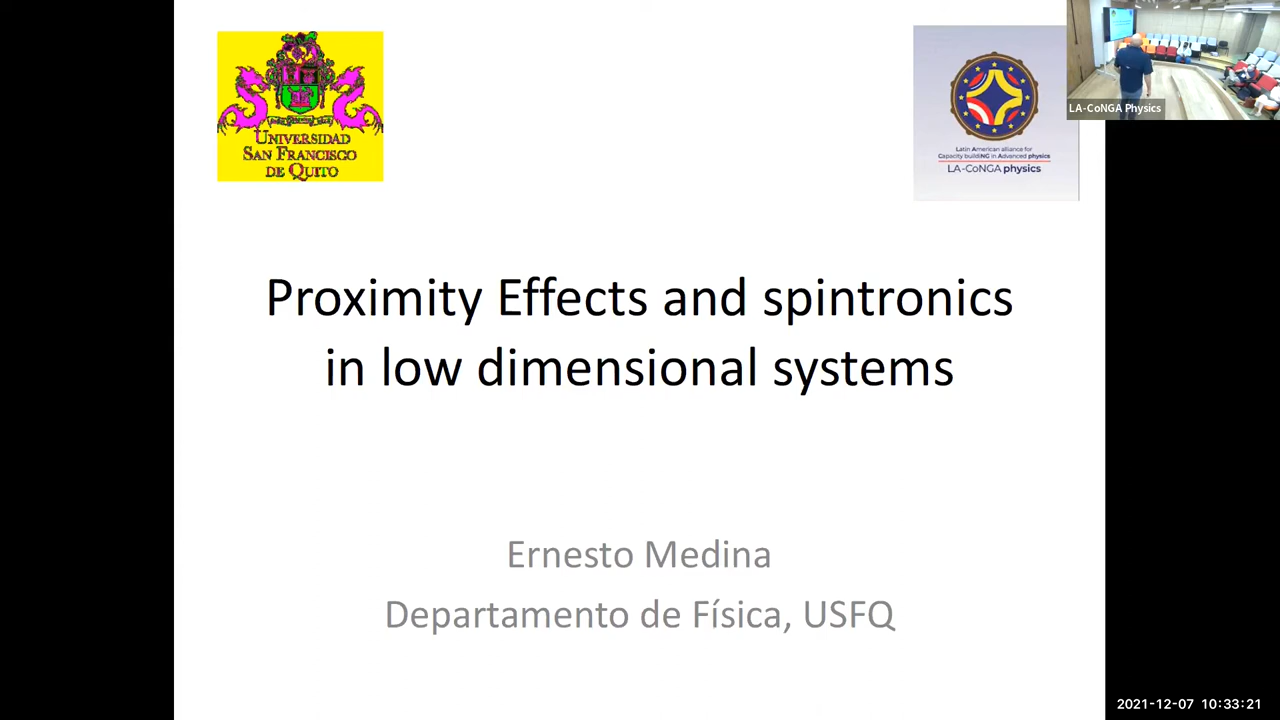 UNIVERSIDAD
SAN FRANCISCO
DE QUITO
Latin American alliance for
Capacity buildiNG in Advanced physics
LA-CoNGA physics
LA-CoNGA Physics
Proximity Effects and spintronics
in low dimensional systems
Ernesto Medina
Departamento de Física, USFQ
2021-12-07 10:33:21